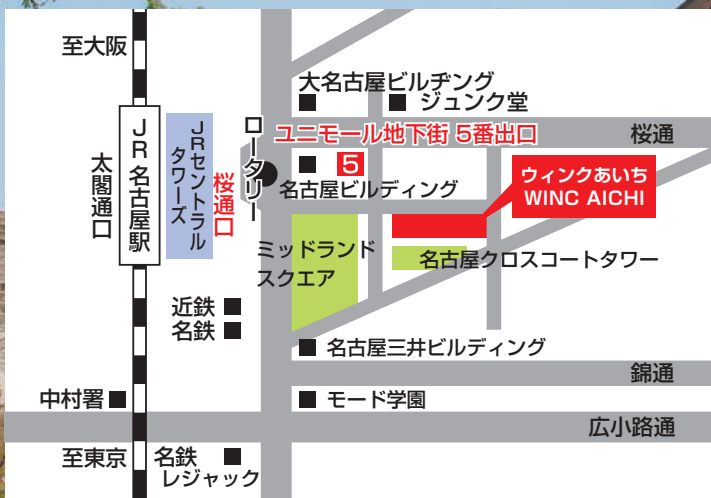 至大阪
大名古屋ビルヂング
ジュンク堂
ユニモール地下街 5番出口
桜通
ロータリー
JR名古屋駅
JRセントラル
タワーズ
桜通口
太閤通口
5
名古屋ビルディング
ウィンクあいち
WINC AICHI
ミッドランド
スクエア
名古屋クロスコートタワー
近鉄
名鉄
名古屋三井ビルディング
錦通
中村署
モード学園
広小路通
至東京
名鉄
レジャック